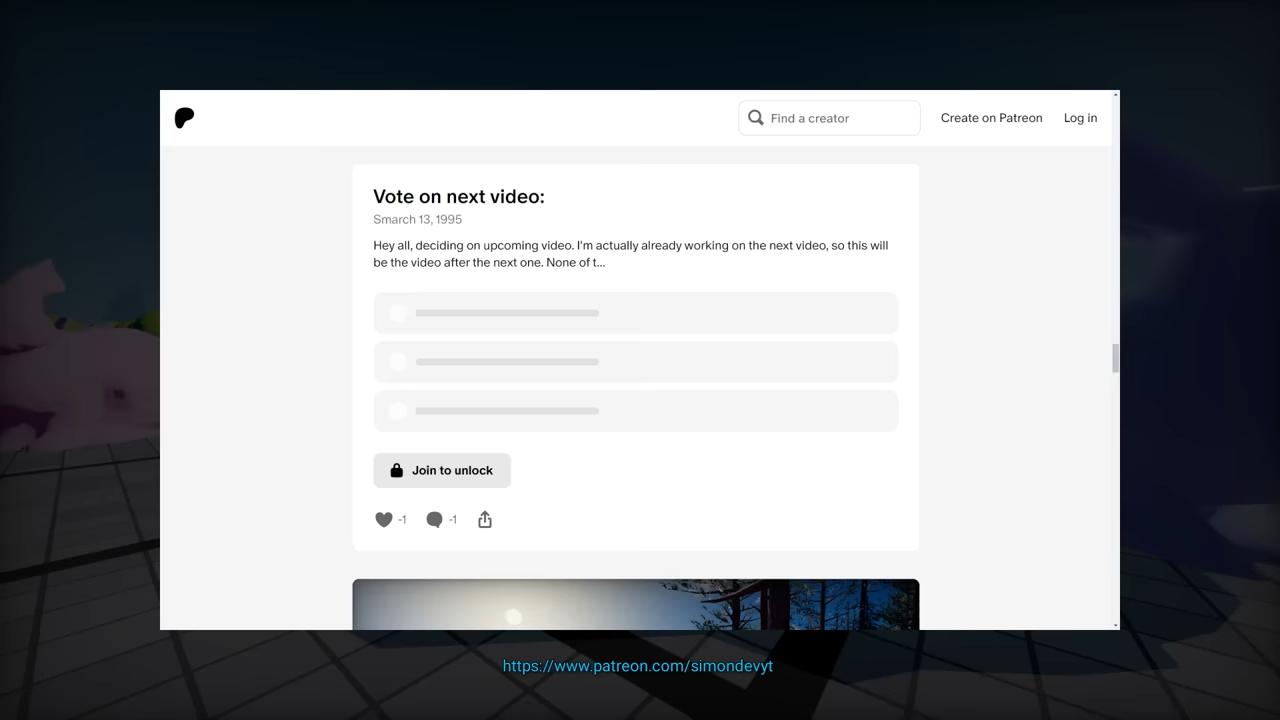 Find a creator
Create on Patreon
Log in
Vote on next video:
Smarch 13, 1995
Hey all, deciding on upcoming video. I'm actually already working on the next video, so this will
be the video after the next one. None of t...
Join to unlock
-1
-1
https://www.patreon.com/simondevyt